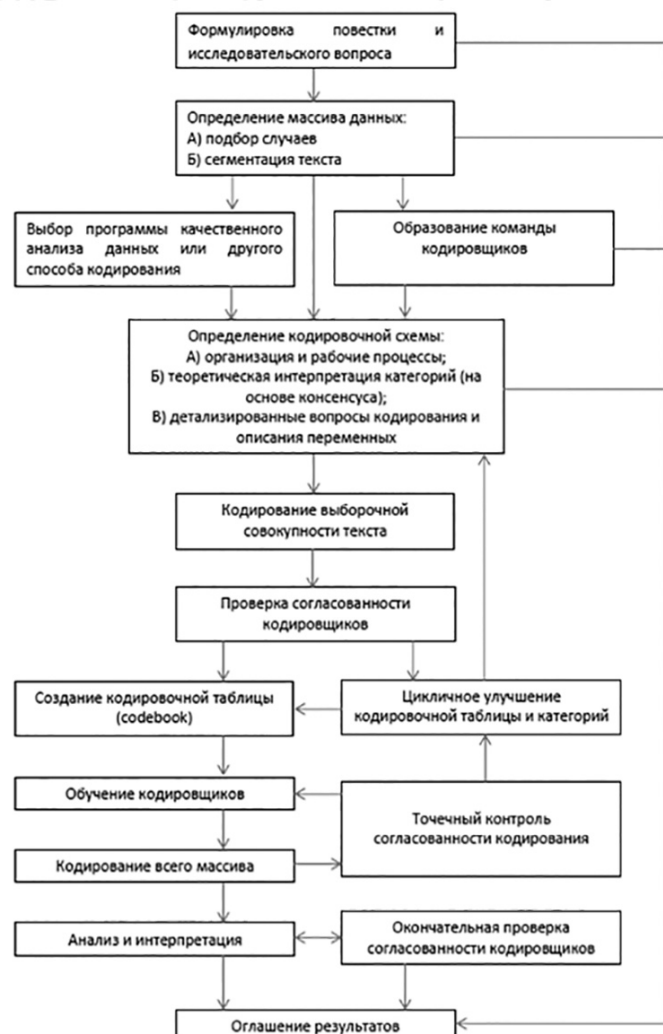 Формулировка повестки и
исследовательского вопроса
Определение массива данных:
А) подбор случаев
Б) сегментация текста
Выбор программы качественного
анализа данных или другого
способа кодирования
Образование команды
кодировщиков
Определение кодировочной схемы:
А) организация и рабочие процессы;
Б) теоретическая интерпретация категорий (на
основе консенсуса);
В) детализированные вопросы кодирования и
описания переменных
Кодирование выборочной
совокупности текста
Проверка согласованности
кодировщиков
Создание кодировочной таблицы
(codebook)
Цикличное улучшение
кодировочной таблицы и категорий
Обучение кодировщиков
Точечный контроль
согласованности кодирования
Кодирование всего массива
Анализ и интерпретация
Окончательная проверка
согласованности кодировщиков
Оглашение результатов